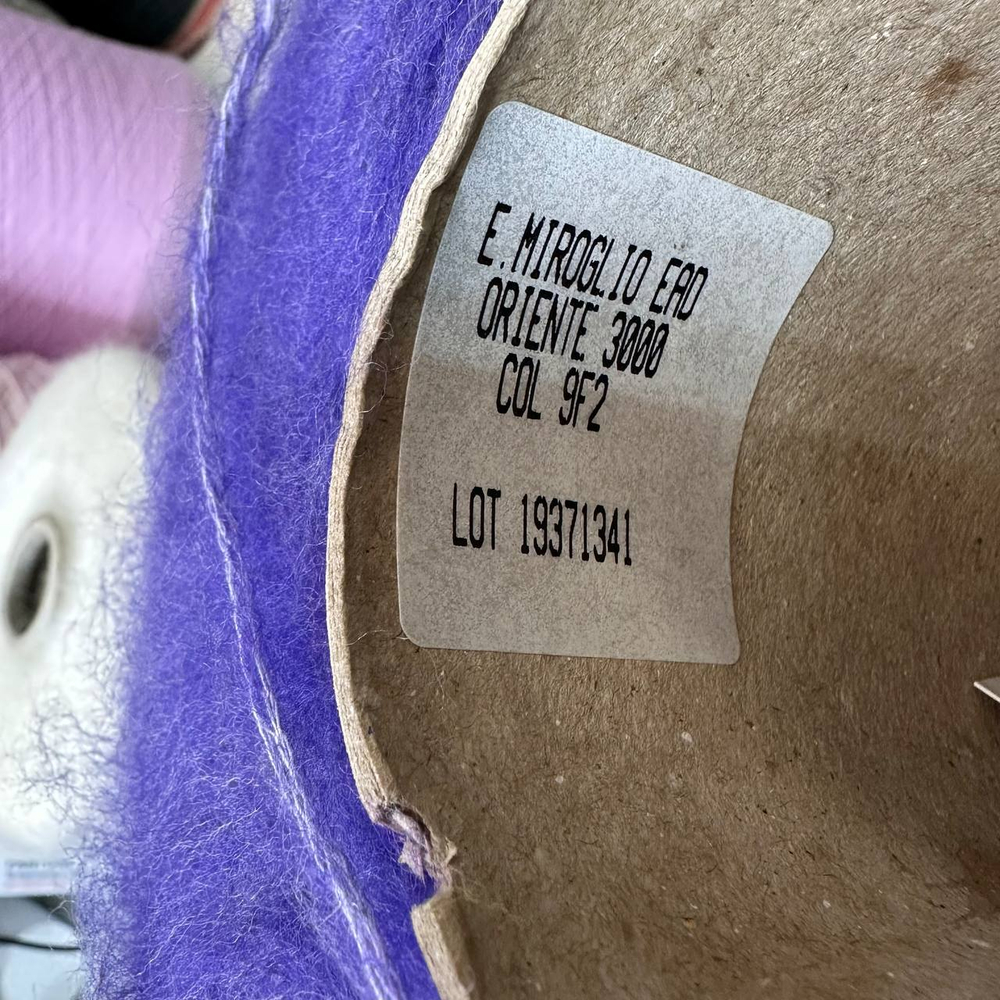 E.MIROGLIO EAD
ORIENTE 3000
COL 9F2
LOT 19371341